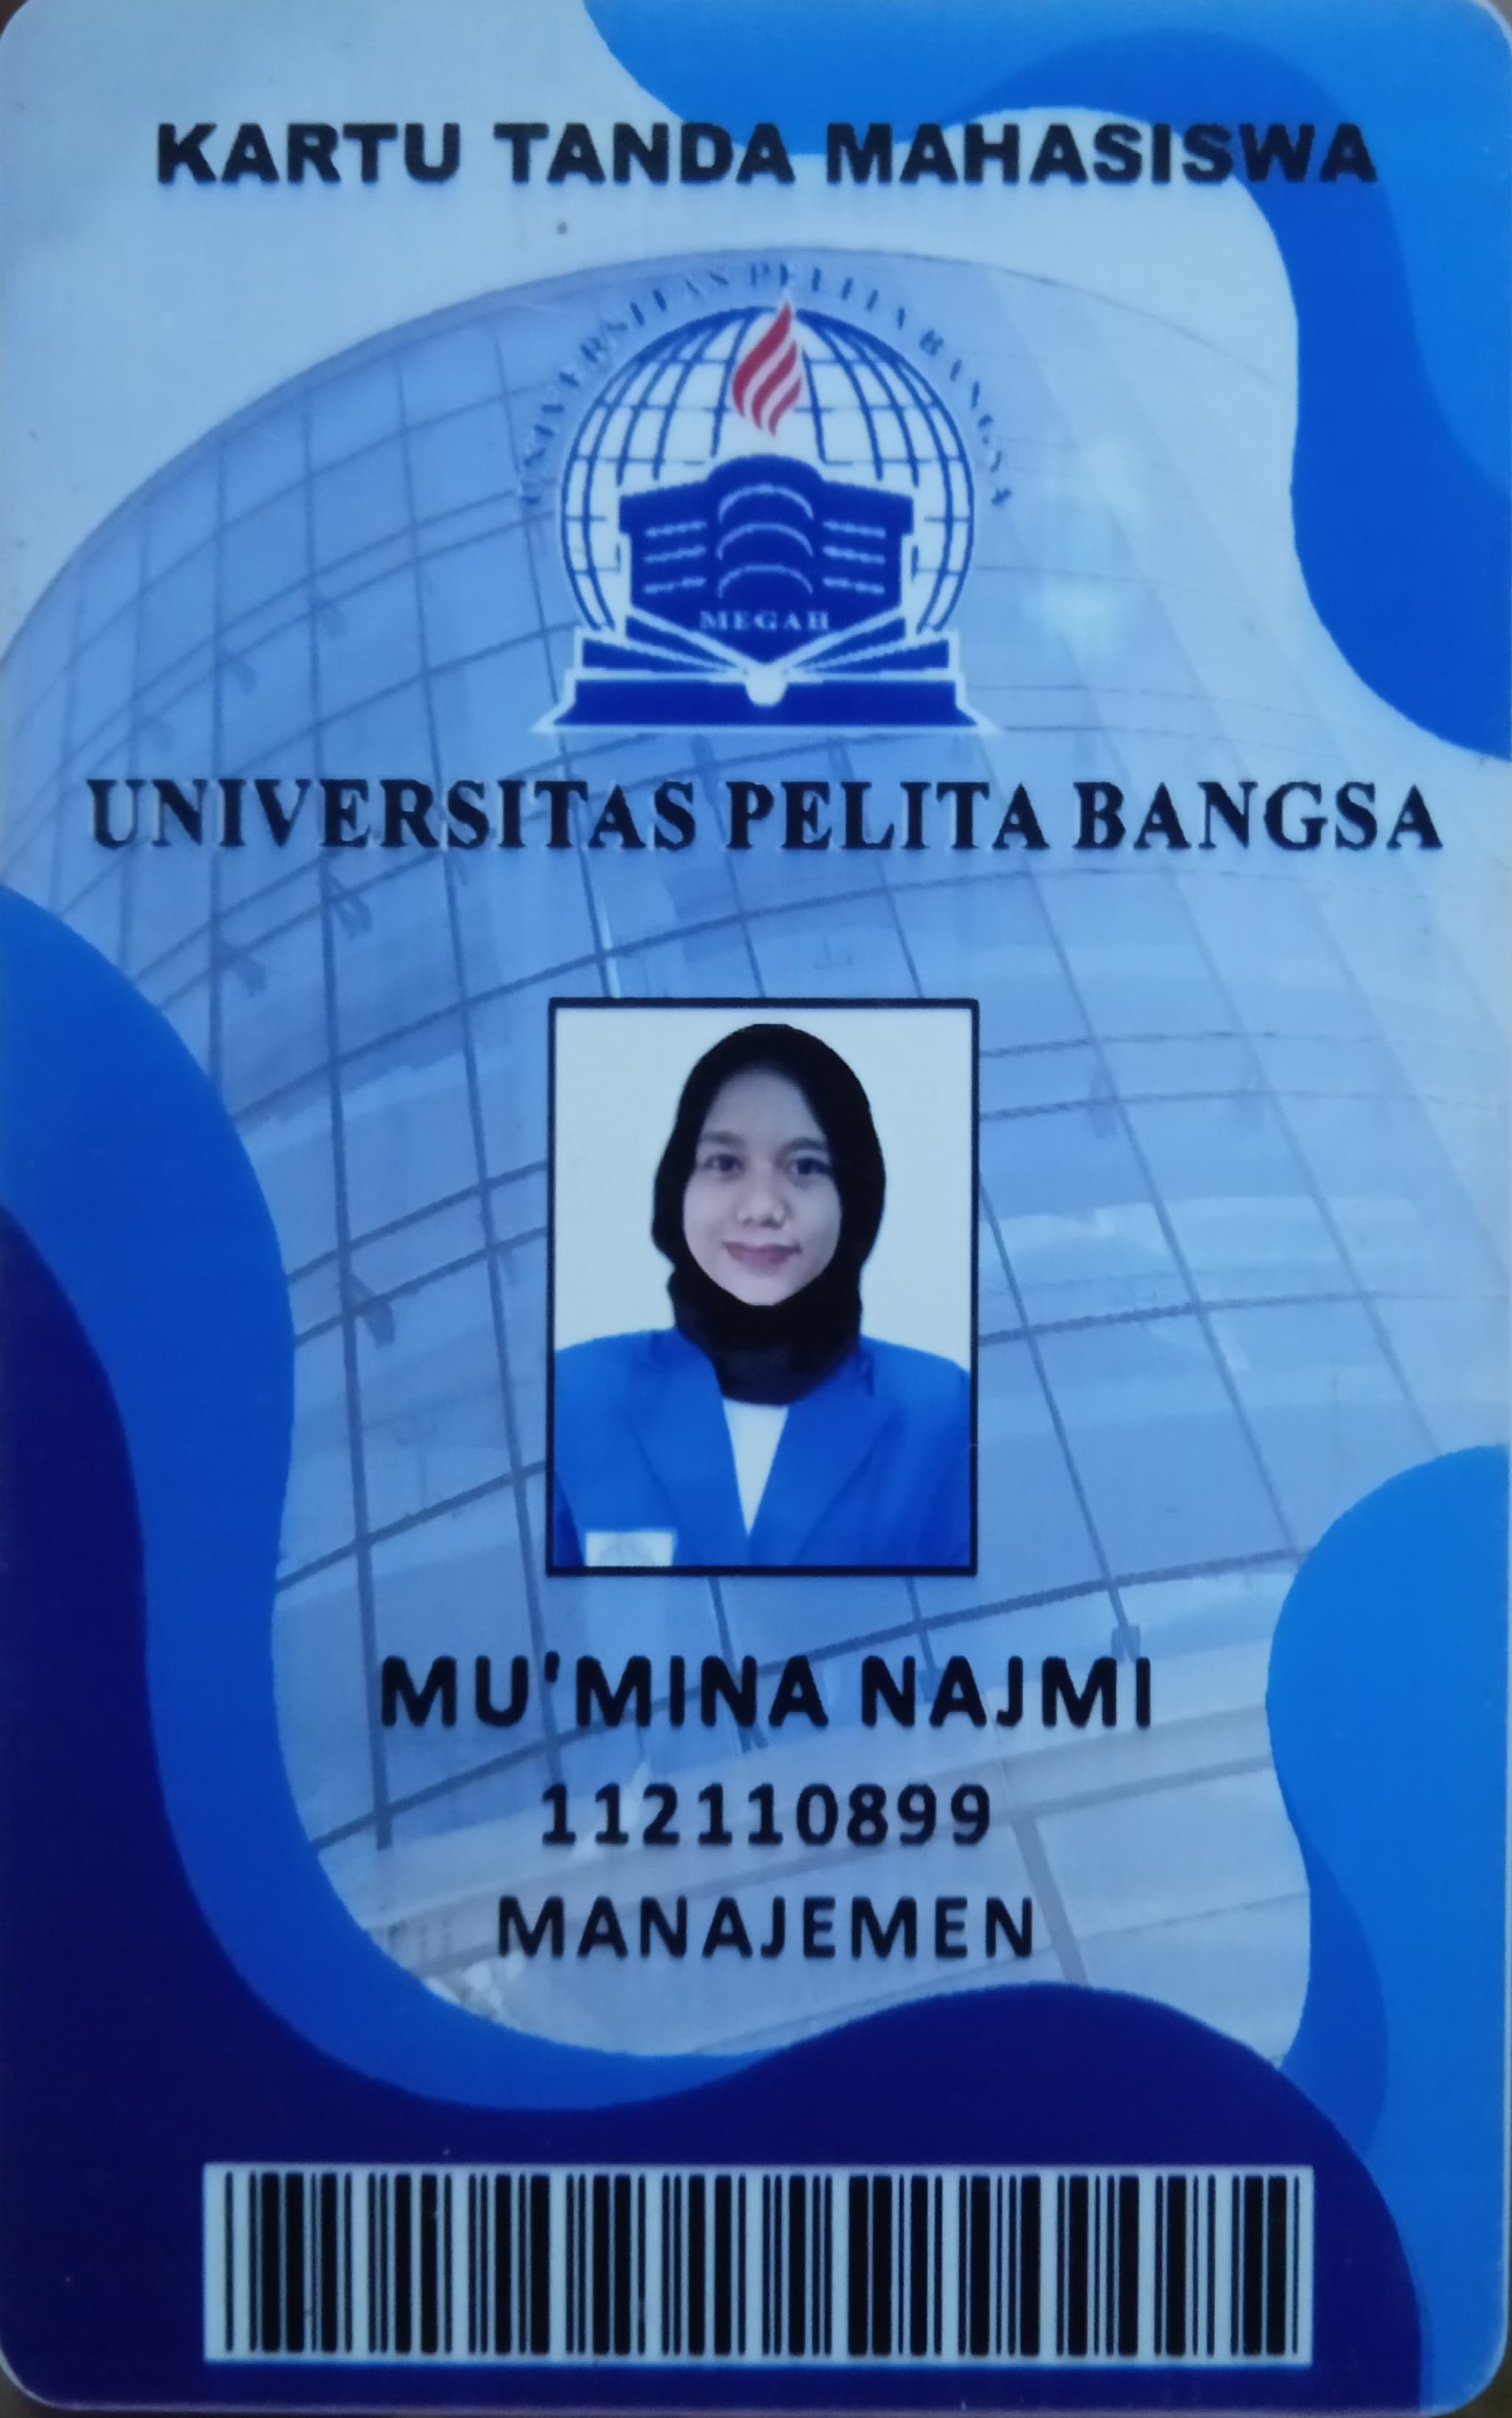 KARTU TANDA MAHASISWA
UNIVERSITAS PELITA BANGSA
MEGAH
UNIVERSITAS PELITA BANGSA
MU'MINA NAJMI
112110899
MANAJEMEN